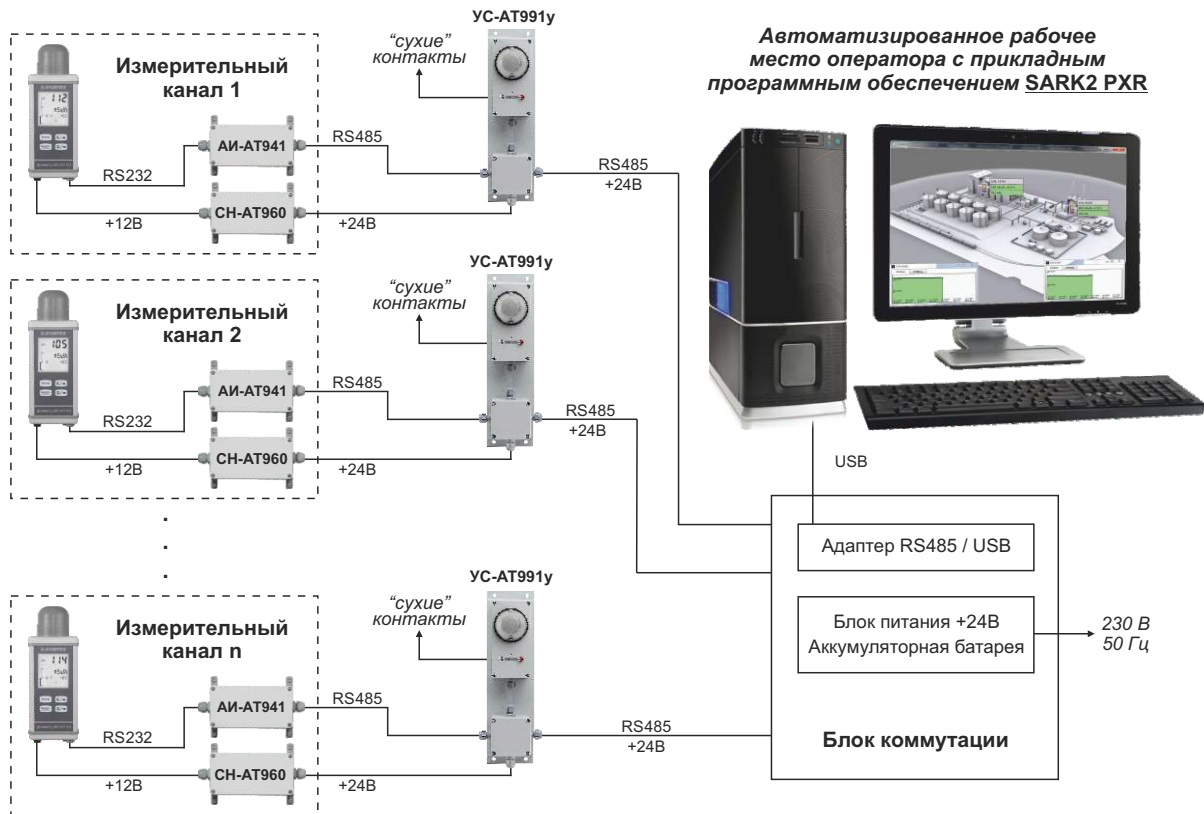 Автоматизированное рабочее
место оператора с прикладным
программным обеспечением SARK2 PXR
УС-АТ991у
“сухие”
контакты
Измерительный
канал 1
112
АИ-АТ941
RS232
RS485
СН-АТ960
+12В
+24В
RS485
+24В
УС-АТ991у
“сухие”
контакты
Измерительный
канал 2
105
АИ-АТ941
RS232
RS485
СН-АТ960
+12В
+24В
RS485
+24В
.
.
.
УС-АТ991у
“сухие”
контакты
Измерительный
канал n
114
АИ-АТ941
RS232
RS485
СН-АТ960
+12В
+24В
RS485
+24В
USB
Адаптер RS485 / USB
Блок питания +24В
Аккумуляторная батарея
230 В
50 Гц
Блок коммутации